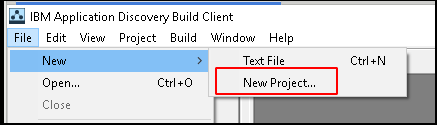 IBM Application Discovery Build Client
File Edit View Project Build Window Help
New > Text File Ctrl+N
Open... Ctrl+O New Project...
Close